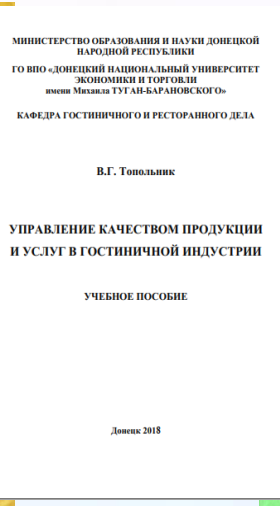 МИНИСТЕРСТВО ОБРАЗОВАНИЯ И НАУКИ ДОНЕЦКОЙ
НАРОДНОЙ РЕСПУБЛИКИ
ГО ВПО «ДОНЕЦКИЙ НАЦИОНАЛЬНЫЙ УНИВЕРСИТЕТ
ЭКОНОМИКИ И ТОРГОВЛИ
имени Михаила ТУГАН-БАРАНОВСКОГО»
КАФЕДРА ГОСТИНИЧНОГО И РЕСТОРАННОГО ДЕЛА
В.Г. Топольник
УПРАВЛЕНИЕ КАЧЕСТВОМ ПРОДУКЦИИ
И УСЛУГ В ГОСТИНИЧНОЙ ИНДУСТРИИ
УЧЕБНОЕ ПОСОБИЕ
Донецк 2018